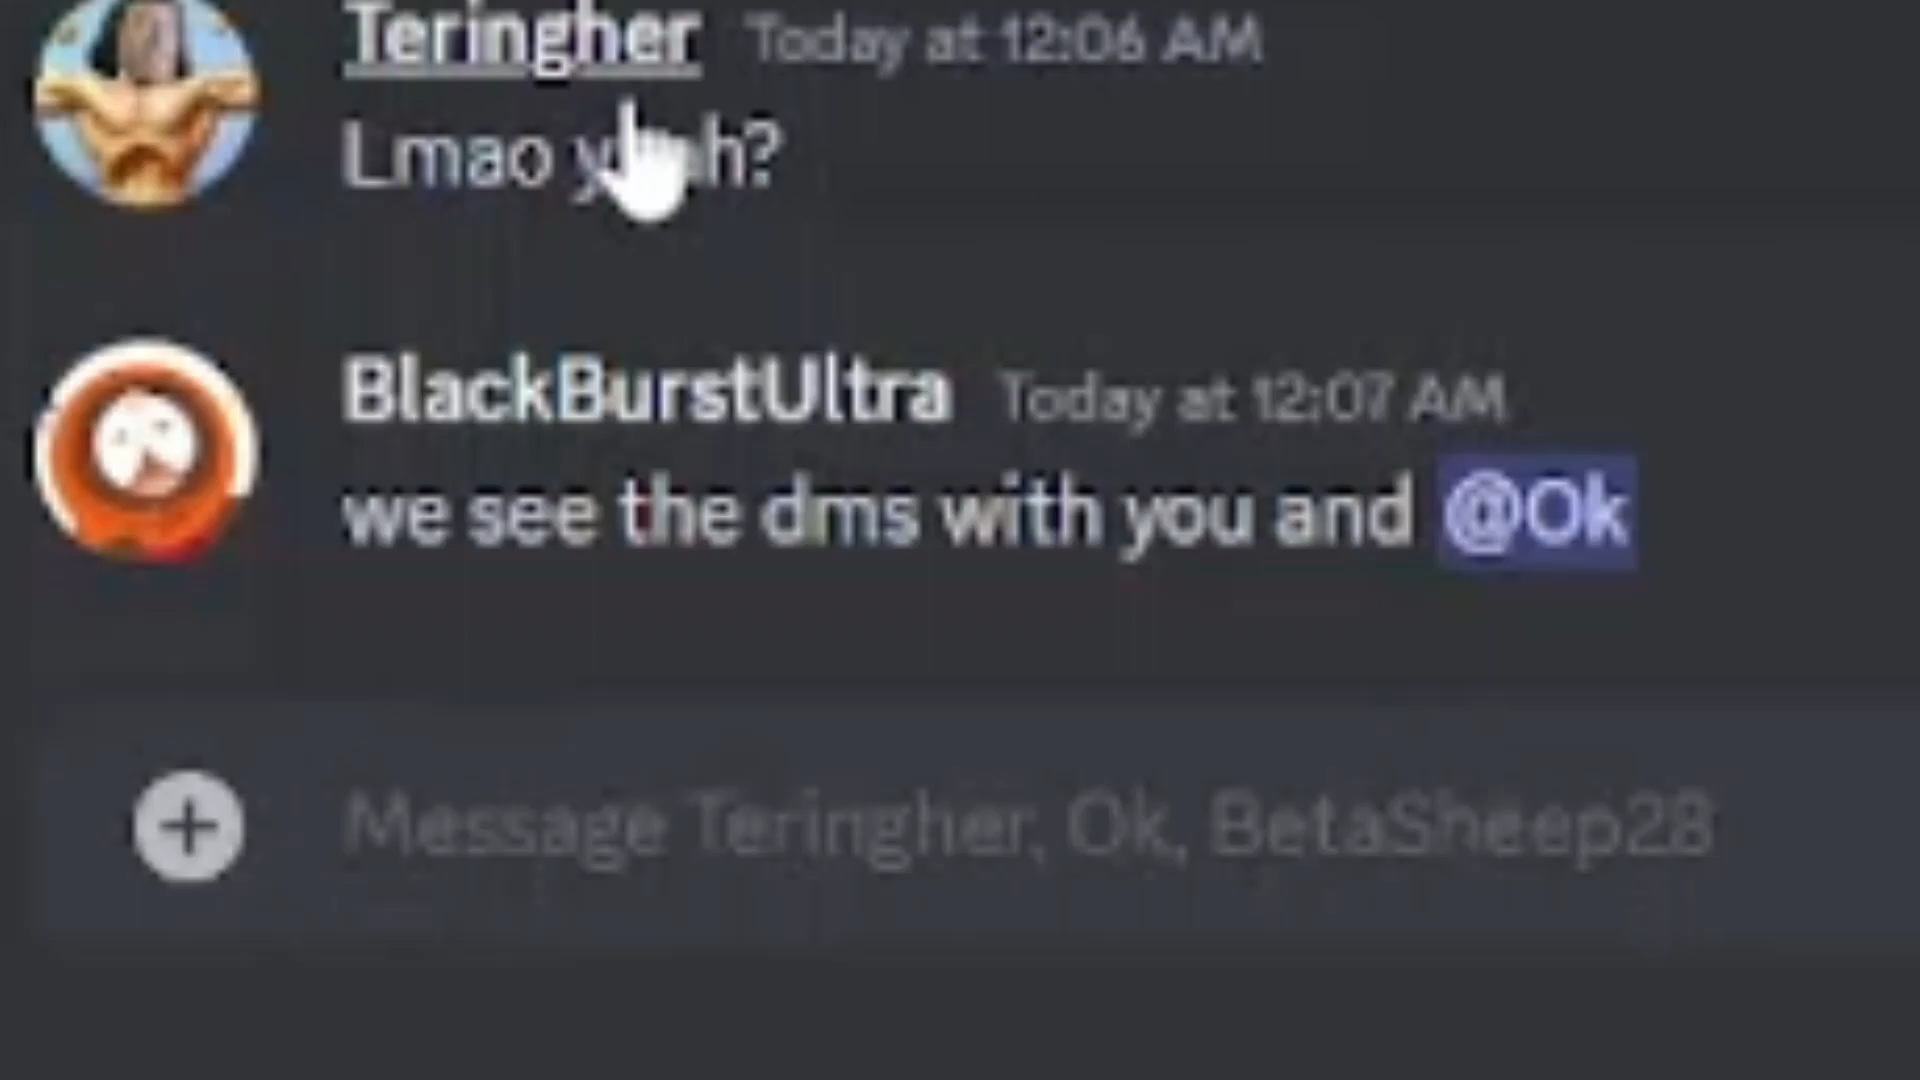 Teringher Today at 12:06 AM
Lmao
BlackBurstUltra Today at 12:07 AM
we see the dms with you and @Ok
Message Teringher, Ok, BetaSheep28